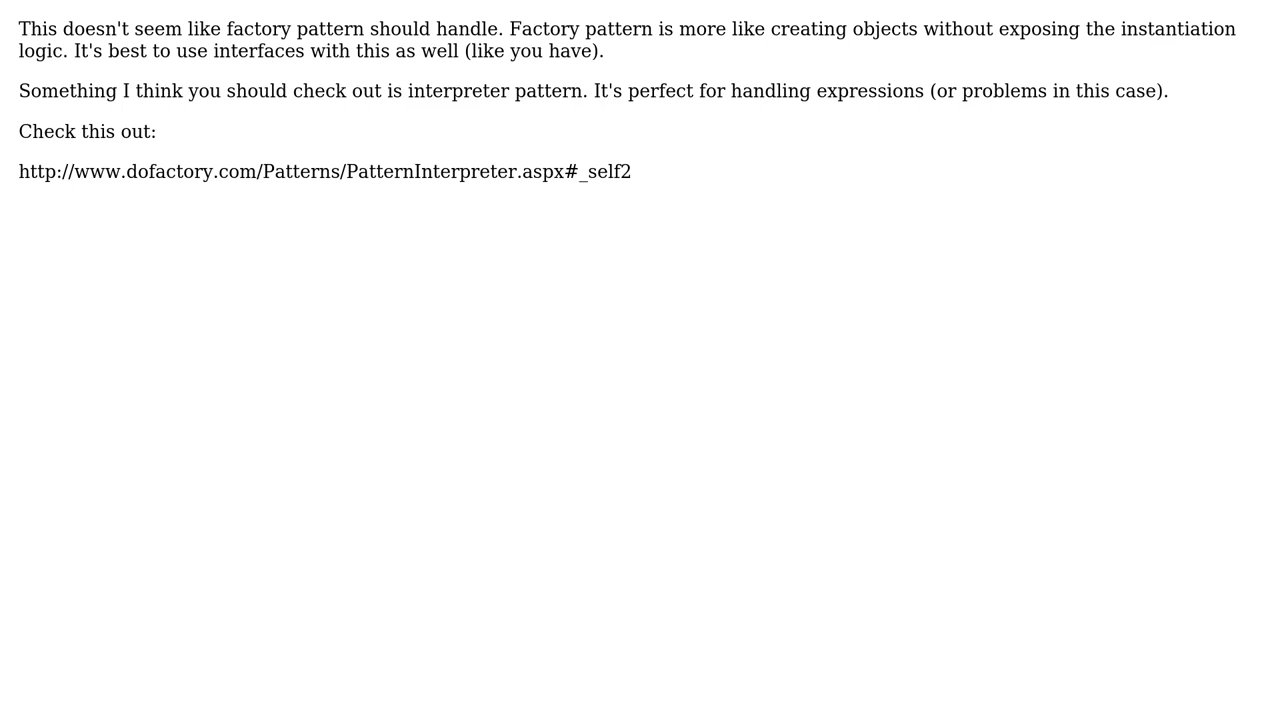 This doesn't seem like factory pattern should handle. Factory pattern is more like creating objects without exposing the instantiation
logic. It's best to use interfaces with this as well (like you have).
Something I think you should check out is interpreter pattern. It's perfect for handling expressions (or problems in this case).
Check this out:
http://www.dofactory.com/Patterns/PatternInterpreter.aspx#_self2